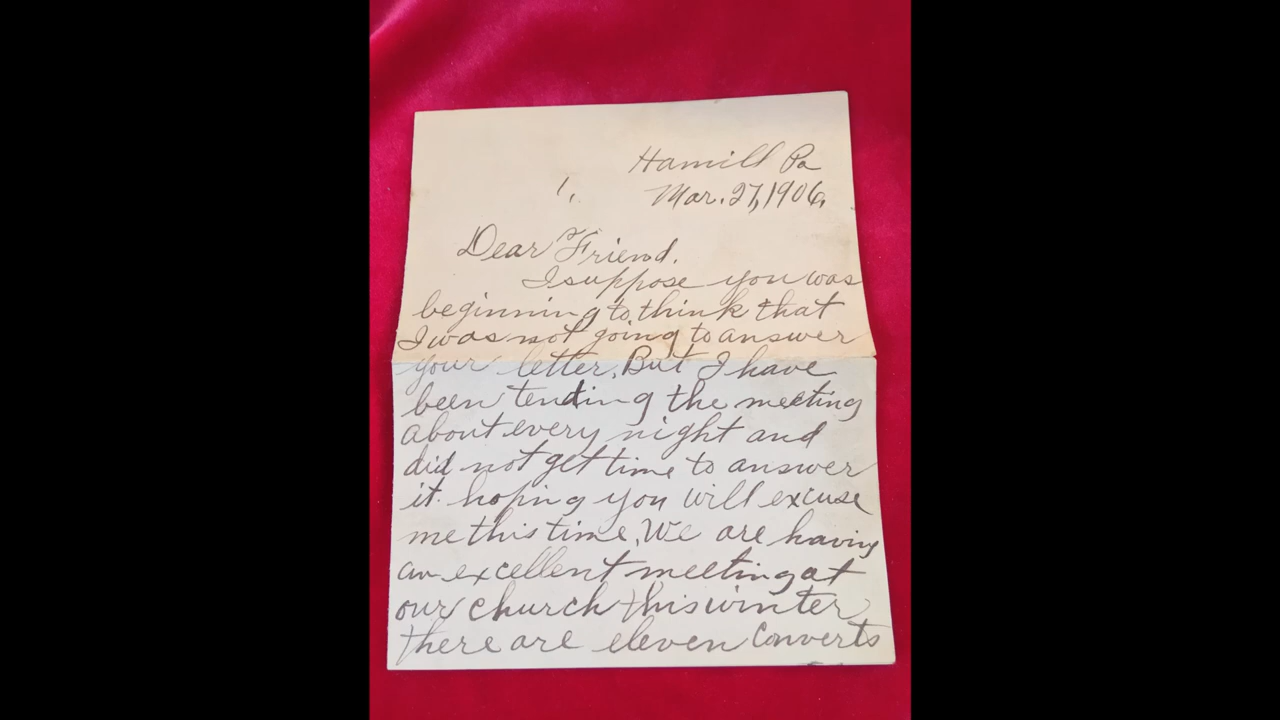 Hamill Pa
1, Mar. 27, 1906.
Dear Friend.
I suppose you was
beginning to think that
I was not going to answer
your letter. But I have
been tending the meeting
about every night and
did not get time to answer
it. hoping you will excuse
me this time. We are having
an excellent meeting at
our church this winter
there are eleven converts